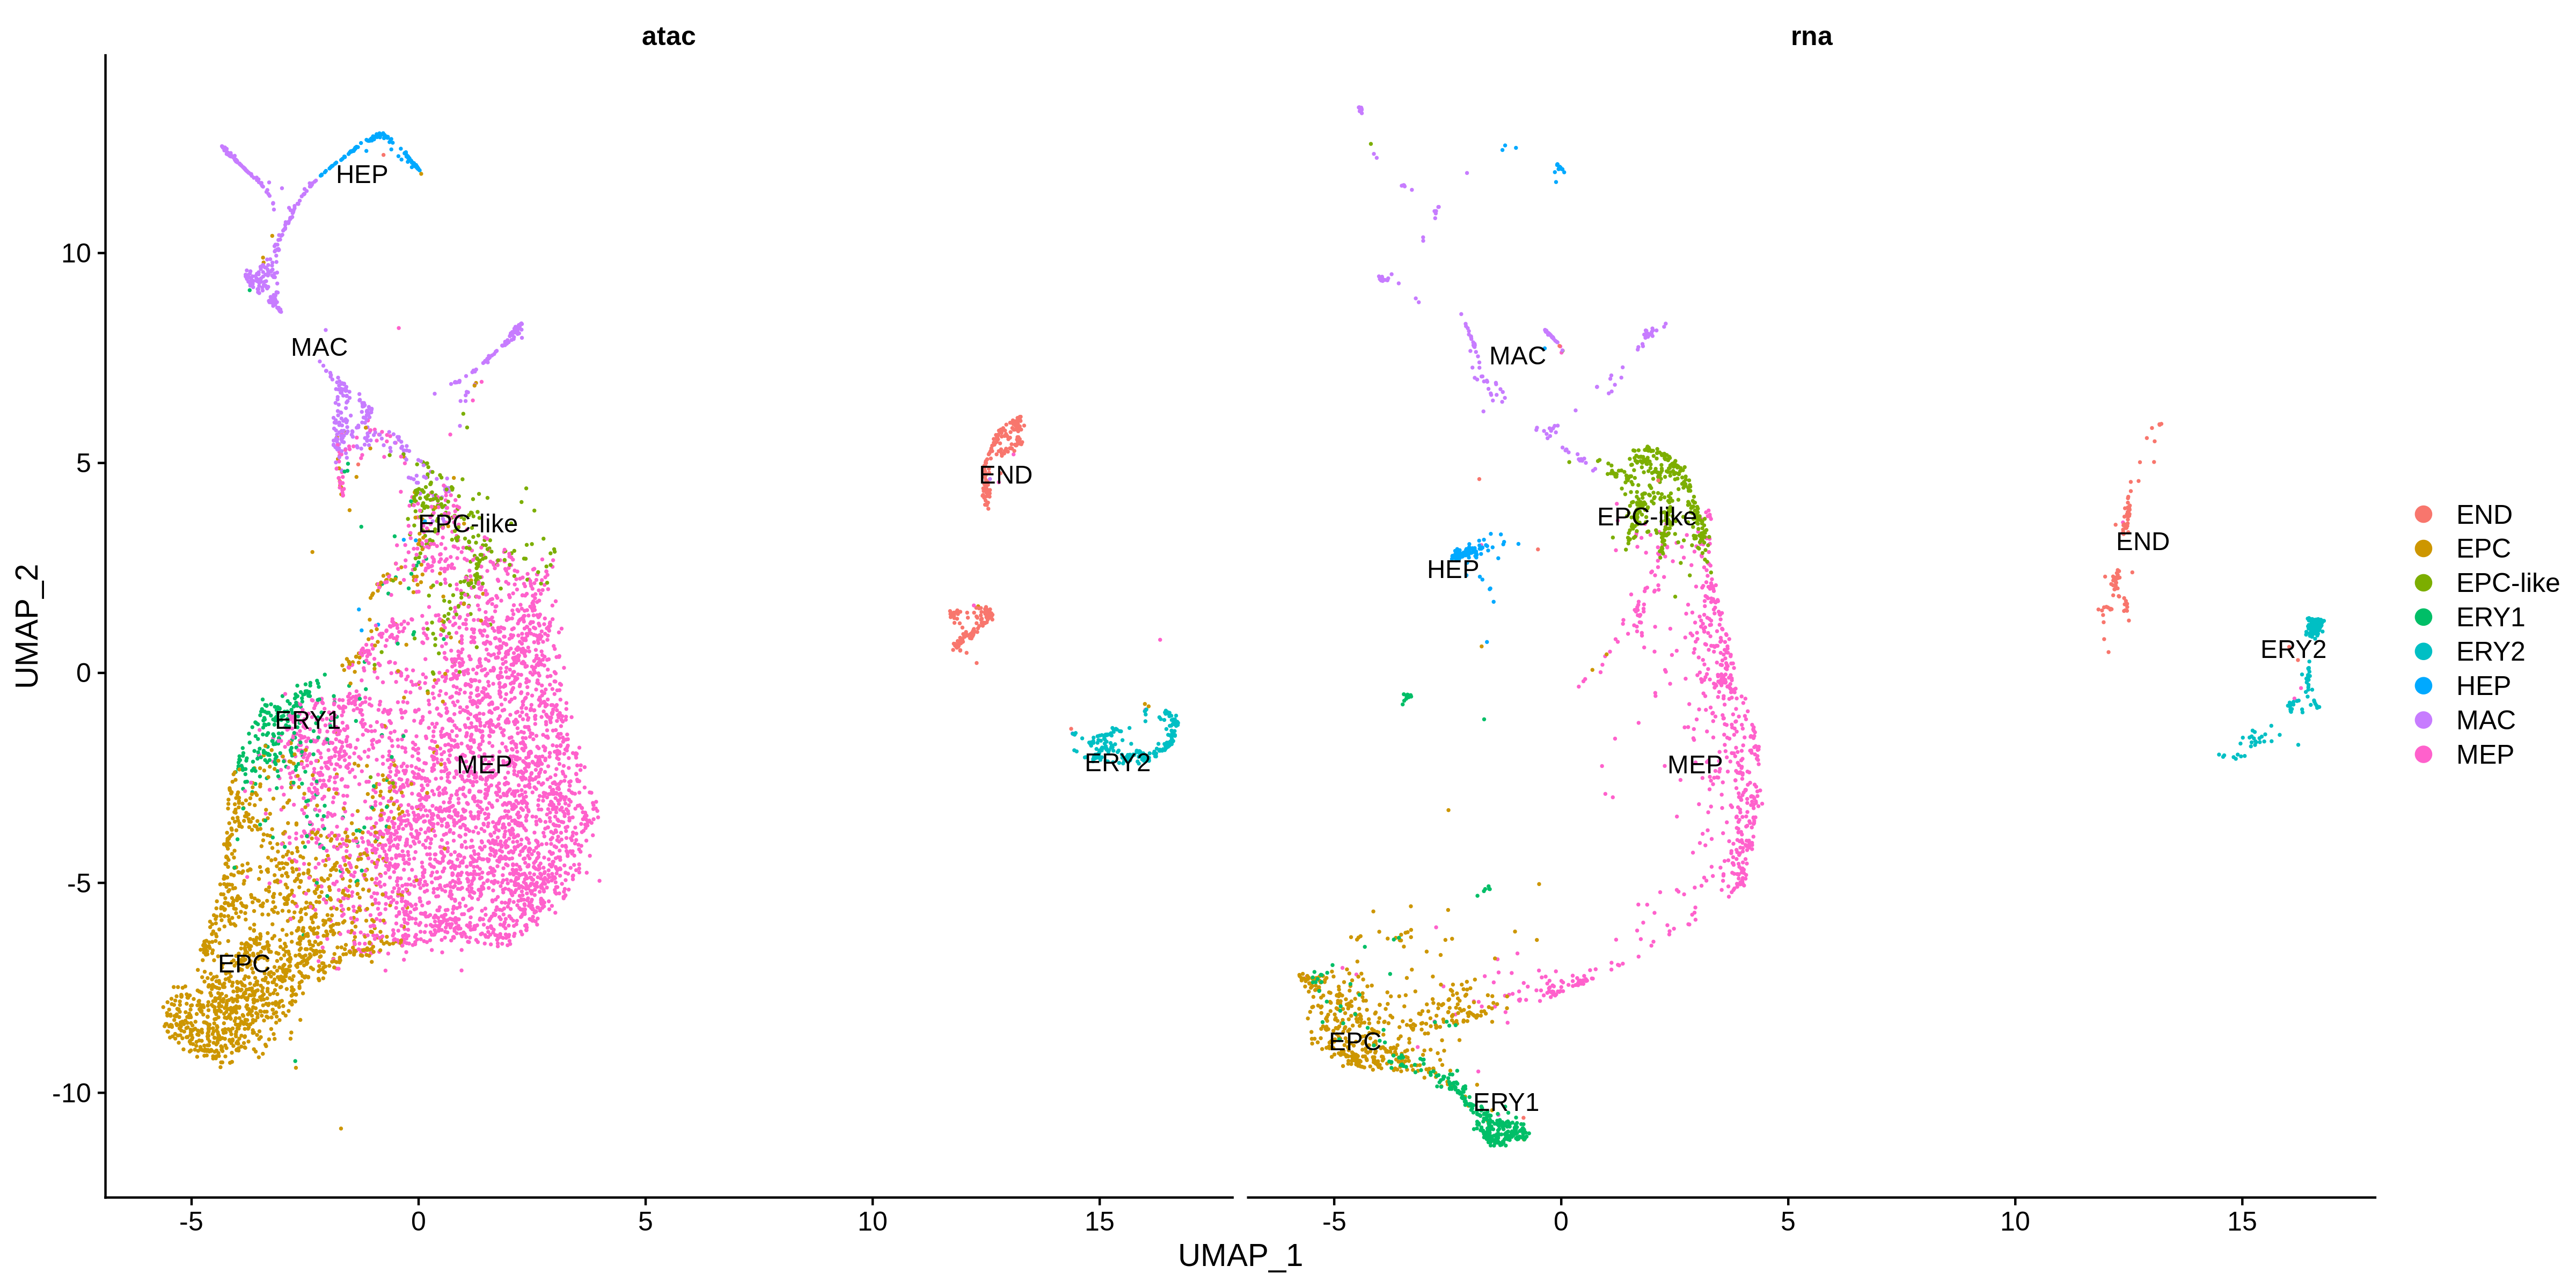 atac
rna
UMAP_2
10
5
0
-5
-10
HEP
MAC
EPC-like
ERY1
MEP
EPC
END
ERY2
MAC
EPC-like
HEP
MEP
EPC
ERY1
END
ERY2
-5
0
5
10
15
-5
0
5
10
15
UMAP_1
END
EPC
EPC-like
ERY1
ERY2
HEP
MAC
MEP